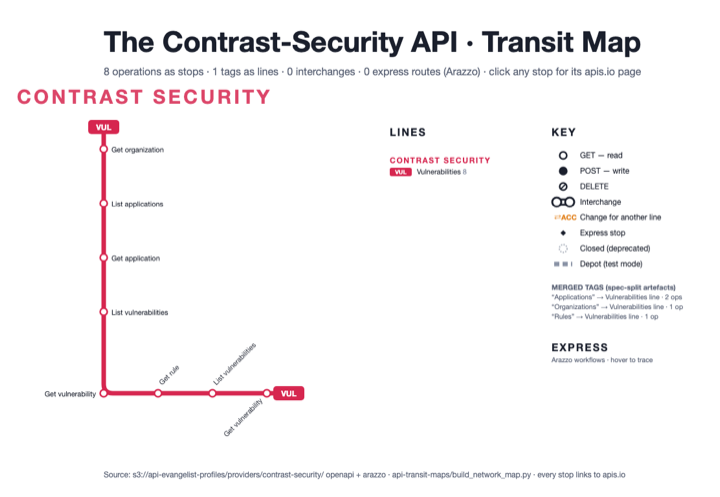 The Contrast-Security API · Transit Map
8 operations as stops · 1 tags as lines · 0 interchanges · 0 express routes (Arazzo) · click any stop for its apis.io page
CONTRAST SECURITY
VUL
Get organization
List applications
Get application
List vulnerabilities
Get vulnerability
Get rule
List vulnerabilities
Get vulnerability
VUL
LINES
CONTRAST SECURITY
VUL Vulnerabilities 8
KEY
GET — read
POST — write
DELETE
Interchange
⇄ACC Change for another line
Express stop
Closed (deprecated)
Depot (test mode)
MERGED TAGS (spec-split artefacts)
"Applications" → Vulnerabilities line · 2 ops
"Organizations" → Vulnerabilities line · 1 op
"Rules" → Vulnerabilities line · 1 op
EXPRESS
Arazzo workflows · hover to trace
Source: s3://api-evangelist-profiles/providers/contrast-security/ openapi + arazzo · api-transit-maps/build_network_map.py · every stop links to apis.io